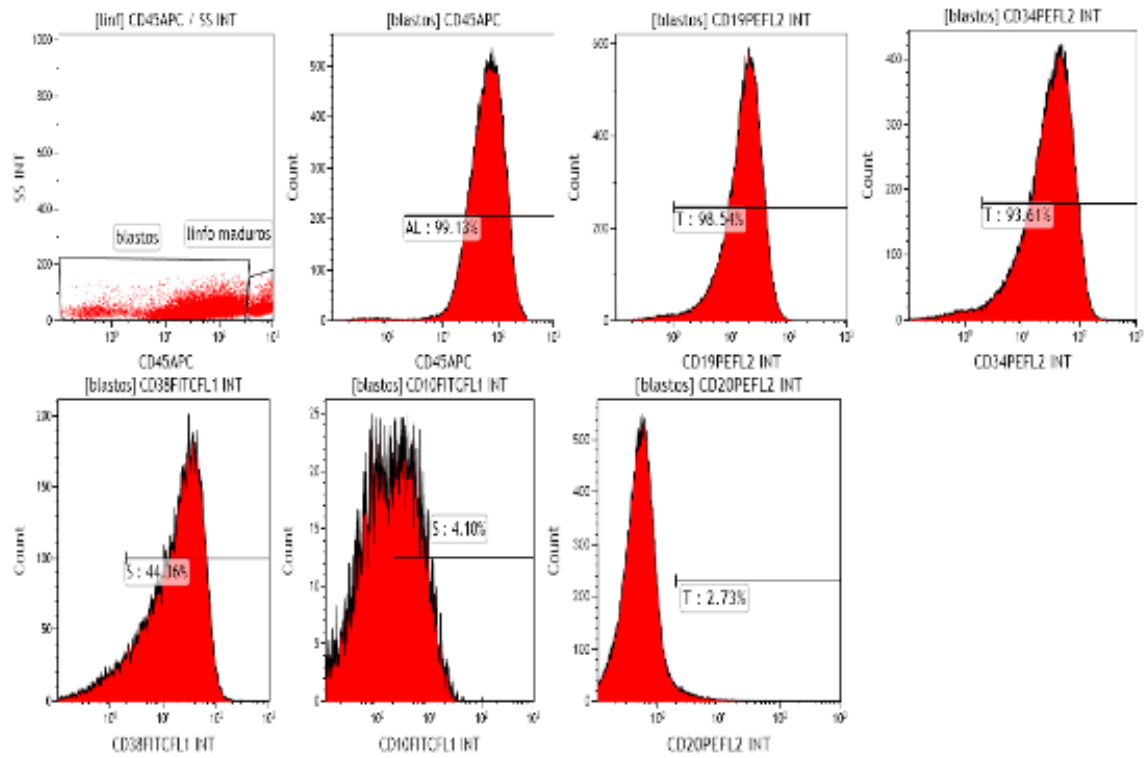 [linf] CD45APC / SS INT
[blastos] CD45APC
[blastos] CD19PEFL2 INT
[blastos] CD34PEFL2 INT
1000
800
600
400
200
0
SS INT
blastos
linfo maduros
CD45APC
500
400
300
200
100
0
Count
AL : 99.13%
CD45APC
600
400
200
0
Count
T : 98.54%
CD19PEFL2 INT
400
300
200
100
0
Count
T : 93.61%
CD34PEFL2 INT
[blastos] CD38FITCFL1 INT
[blastos] CD10FITCFL1 INT
[blastos] CD20PEFL2 INT
200
150
100
50
0
Count
S : 44.36%
CD38FITCFL1 INT
25
20
15
10
5
0
Count
S : 4.10%
CD10FITCFL1 INT
500
400
300
200
100
0
Count
T : 2.73%
CD20PEFL2 INT